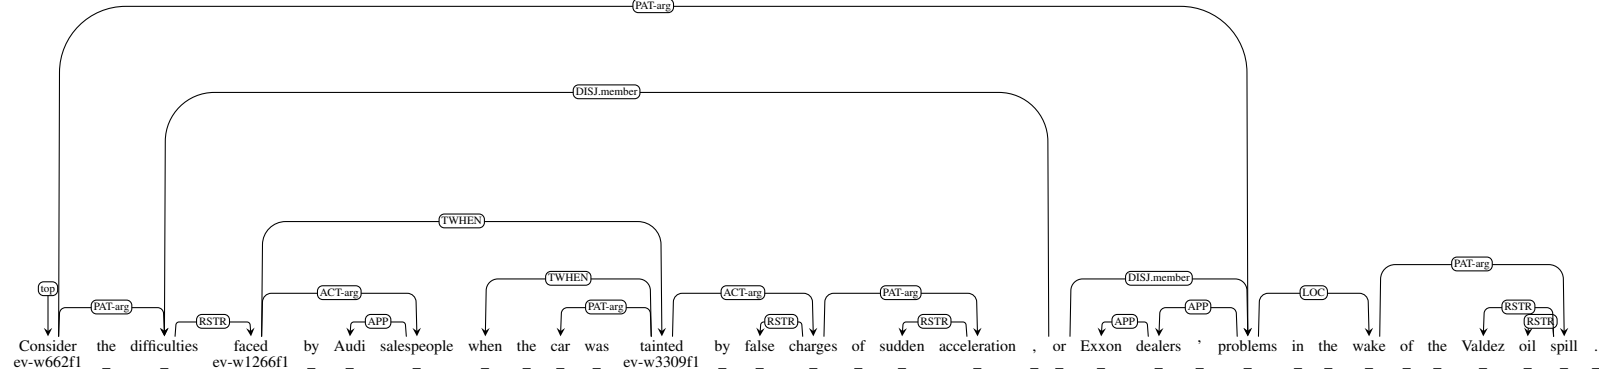 PAT-arg
DISJ.member
TWHEN
PAT-arg
top ACT-arg TWHEN ACT-arg PAT-arg DISJ.member LOC
PAT-arg PAT-arg APP RSTR
RSTR APP RSTR RSTR APP RSTR
Consider the difficulties faced by Audi salespeople when the car was tainted by false charges of sudden acceleration , or Exxon dealers ’ problems in the wake of the Valdez oil spill .
ev-w662f1 _ _ ev-w1266f1 _ _ _ _ _ _ _ ev-w3309f1 _ _ _ _ _ _ _ _ _ _ _ _ _ _ _ _ _ _ _ _ _